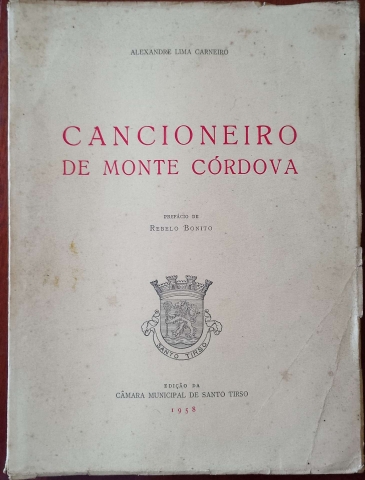 ALEXANDRE LIMA CARNEIRO
CANCIONEIRO
DE MONTE CÓRDOVA
PREFÁCIO DE
REBELO BONITO
SANTO TIRSO
EDIÇÃO DA
CÂMARA MUNICIPAL DE SANTO TIRSO
1958